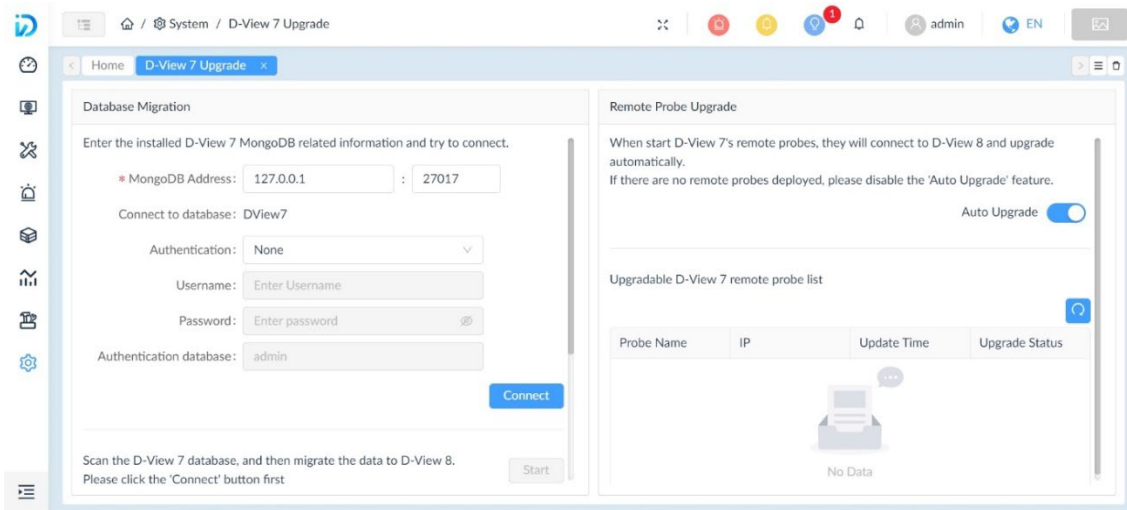 / System / D-View 7 Upgrade
1
admin
EN
Home
D-View 7 Upgrade ×
Database Migration
Enter the installed D-View 7 MongoDB related information and try to connect.
* MongoDB Address: 127.0.0.1 : 27017
Connect to database: DView7
Authentication: None
Username: Enter Username
Password: Enter password
Authentication database: admin
Connect
Scan the D-View 7 database, and then migrate the data to D-View 8.
Please click the 'Connect' button first
Start
Remote Probe Upgrade
When start D-View 7's remote probes, they will connect to D-View 8 and upgrade
automatically.
If there are no remote probes deployed, please disable the 'Auto Upgrade' feature.
Auto Upgrade
Upgradable D-View 7 remote probe list
Probe Name IP Update Time Upgrade Status
No Data